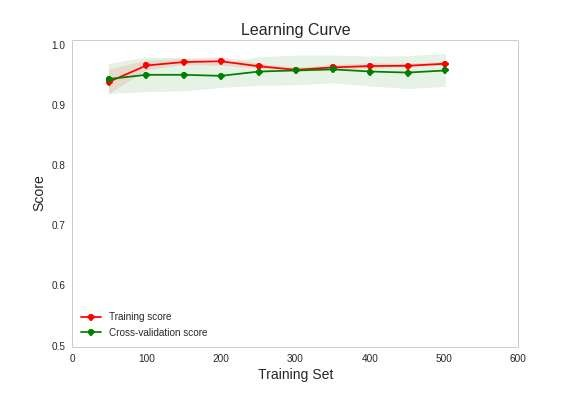 Learning Curve
1.0
0.9
0.8
0.7
0.6
0.5
Score
Training score
Cross-validation score
0 100 200 300 400 500 600
Training Set